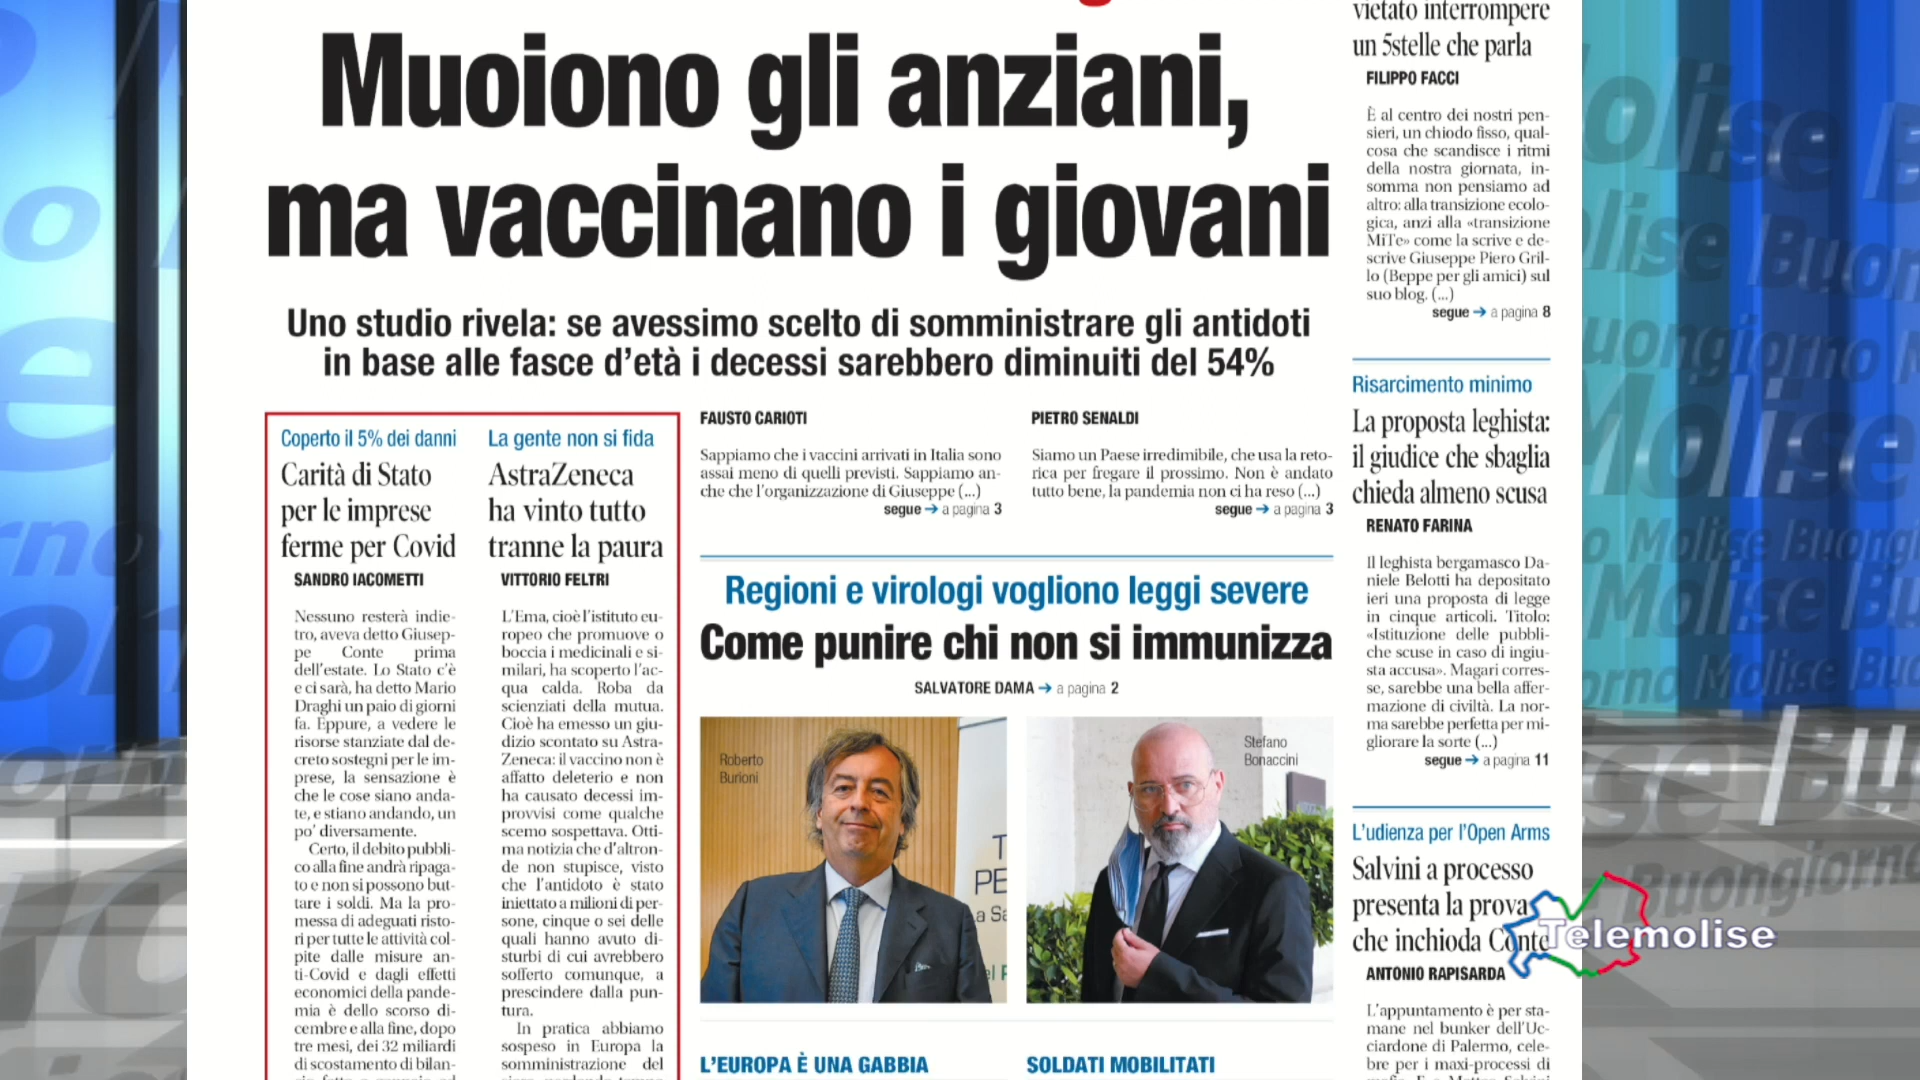 Muoiono gli anziani,
ma vaccinano i giovani
Uno studio rivela: se avessimo scelto di somministrare gli antidoti
in base alle fasce d'età i decessi sarebbero diminuiti del 54%
Coperto il 5% dei danni
Carità di Stato
per le imprese
ferme per Covid
SANDRO IACOMETTI
Nessuno resterà indie-
tro, aveva detto Giusep-
pe Conte prima
dell'estate. Lo Stato c'è
e ci sarà, ha detto Mario
Draghi un paio di giorni
fa. Eppure, a vedere le
risorse stanziate dal de-
creto sostegni per le im-
prese, la sensazione è
che le cose siano anda-
te, e stiano andando, un
po' diversamente.
Certo, il debito pubbli-
co alla fine andrà ripaga-
to e non si possono but-
tare i soldi. Ma la pro-
messa di adeguati risto-
ri per tutte le attività col-
pite dalle misure an-
ti-Covid e dagli effetti
economici della pande-
mia è dello scorso di-
cembre e alla fine, dopo
tre mesi, dei 32 miliardi
di scostamento di bilan-
La gente non si fida
AstraZeneca
ha vinto tutto
tranne la paura
VITTORIO FELTRI
L'Ema, cioè l'istituto eu-
ropeo che promuove o
boccia i medicinali e si-
milari, ha scoperto l'ac-
qua calda. Roba da
scienziati della mutua.
Cioè ha emesso un giu-
dizio scontato su Astra-
Zeneca: il vaccino non è
affatto deleterio e non
ha causato decessi im-
provvisi come qualche
scemo sospettava. Otti-
ma notizia che d'altron-
de non stupisce, visto
che l'antidoto è stato
iniettato a milioni di per-
sone, cinque o sei delle
quali hanno avuto di-
sturbi di cui avrebbero
sofferto comunque, a
prescindere dalla pun-
tura.
In pratica abbiamo
sospeso in Europa la
somministrazione del
FAUSTO CARIOTI
Sappiamo che i vaccini arrivati in Italia sono
assai meno di quelli previsti. Sappiamo an-
che che l'organizzazione di Giuseppe (...)
segue → a pagina 3
PIETRO SENALDI
Siamo un Paese irredimibile, che usa la reto-
rica per fregare il prossimo. Non è andato
tutto bene, la pandemia non ci ha reso (...)
segue → a pagina 3
Regioni e virologi vogliono leggi severe
Come punire chi non si immunizza
SALVATORE DAMA → a pagina 2
Roberto
Burioni
Stefano
Bonaccini
L'EUROPA È UNA GABBIA
SOLDATI MOBILITATI
vietato interrompere
un 5stelle che parla
FILIPPO FACCI
È al centro dei nostri pen-
sieri, un chiodo fisso, qual-
cosa che scandisce i ritmi
della nostra giornata, in-
somma non pensiamo ad
altro: alla transizione ecolo-
gica, anzi alla «transizione
MiTe» come la scrive e de-
scrive Giuseppe Piero Gril-
lo (Beppe per gli amici) sul
suo blog. (...)
segue → a pagina 8
Risarcimento minimo
La proposta leghista:
il giudice che sbaglia
chieda almeno scusa
RENATO FARINA
Il leghista bergamasco Da-
niele Belotti ha depositato
ieri una proposta di legge
in cinque articoli. Titolo:
«Istituzione delle pubbli-
che scuse in caso di ingiu-
sta accusa». Magari corres-
se, sarebbe una bella affer-
mazione di civiltà. La nor-
ma sarebbe perfetta per mi-
gliorare la sorte (...)
segue → a pagina 11
L'udienza per l'Open Arms
Salvini a processo
presenta la prova
che inchioda Conte
ANTONIO RAPISARDA
L'appuntamento è per sta-
mane nel bunker dell'Uc-
ciardone di Palermo, cele-
bre per i maxi-processi di
Telemolise